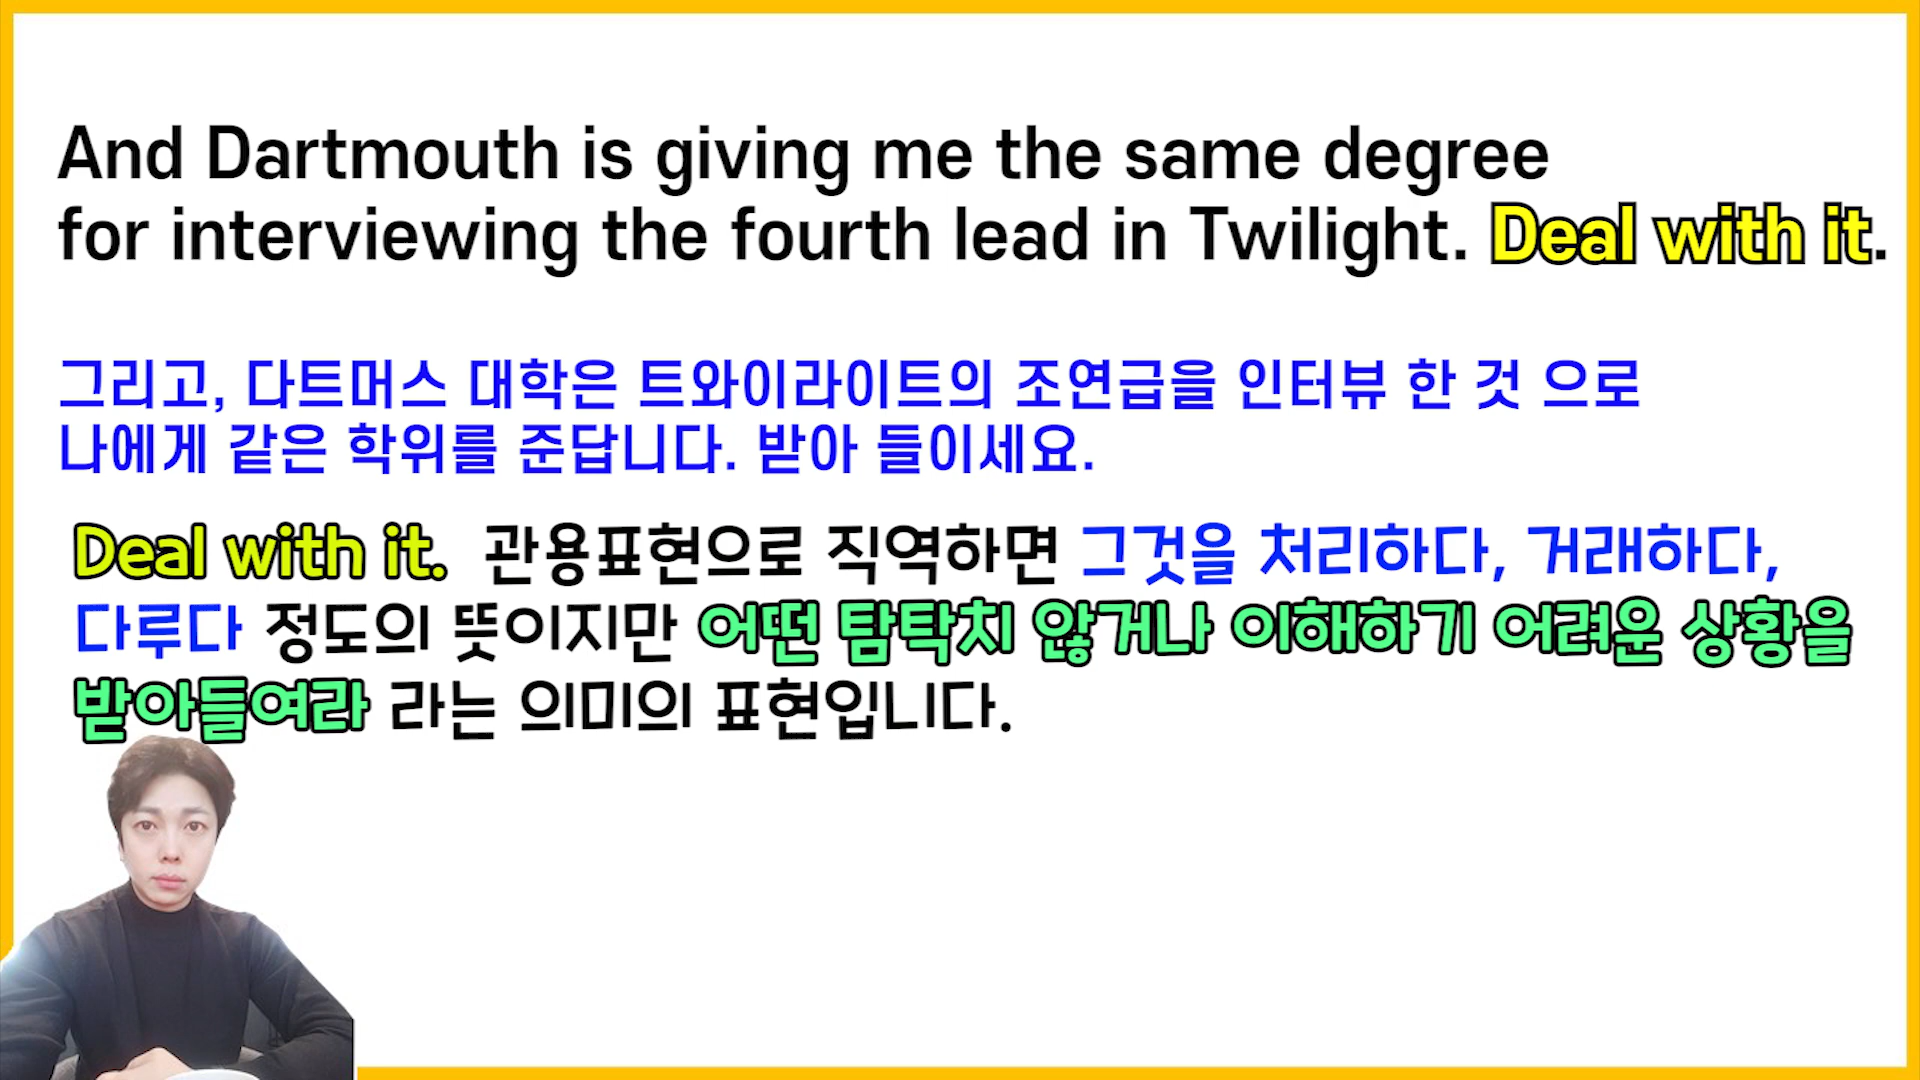 And Dartmouth is giving me the same degree
for interviewing the fourth lead in Twilight. Deal with it.
그리고, 다트머스 대학은 트와이라이트의 조연급을 인터뷰 한 것 으로
나에게 같은 학위를 준답니다. 받아 들이세요.
Deal with it. 관용표현으로 직역하면 그것을 처리하다, 거래하다,
다루다 정도의 뜻이지만 어떤 탐탁치 않거나 이해하기 어려운 상황을
받아들여라 라는 의미의 표현입니다.